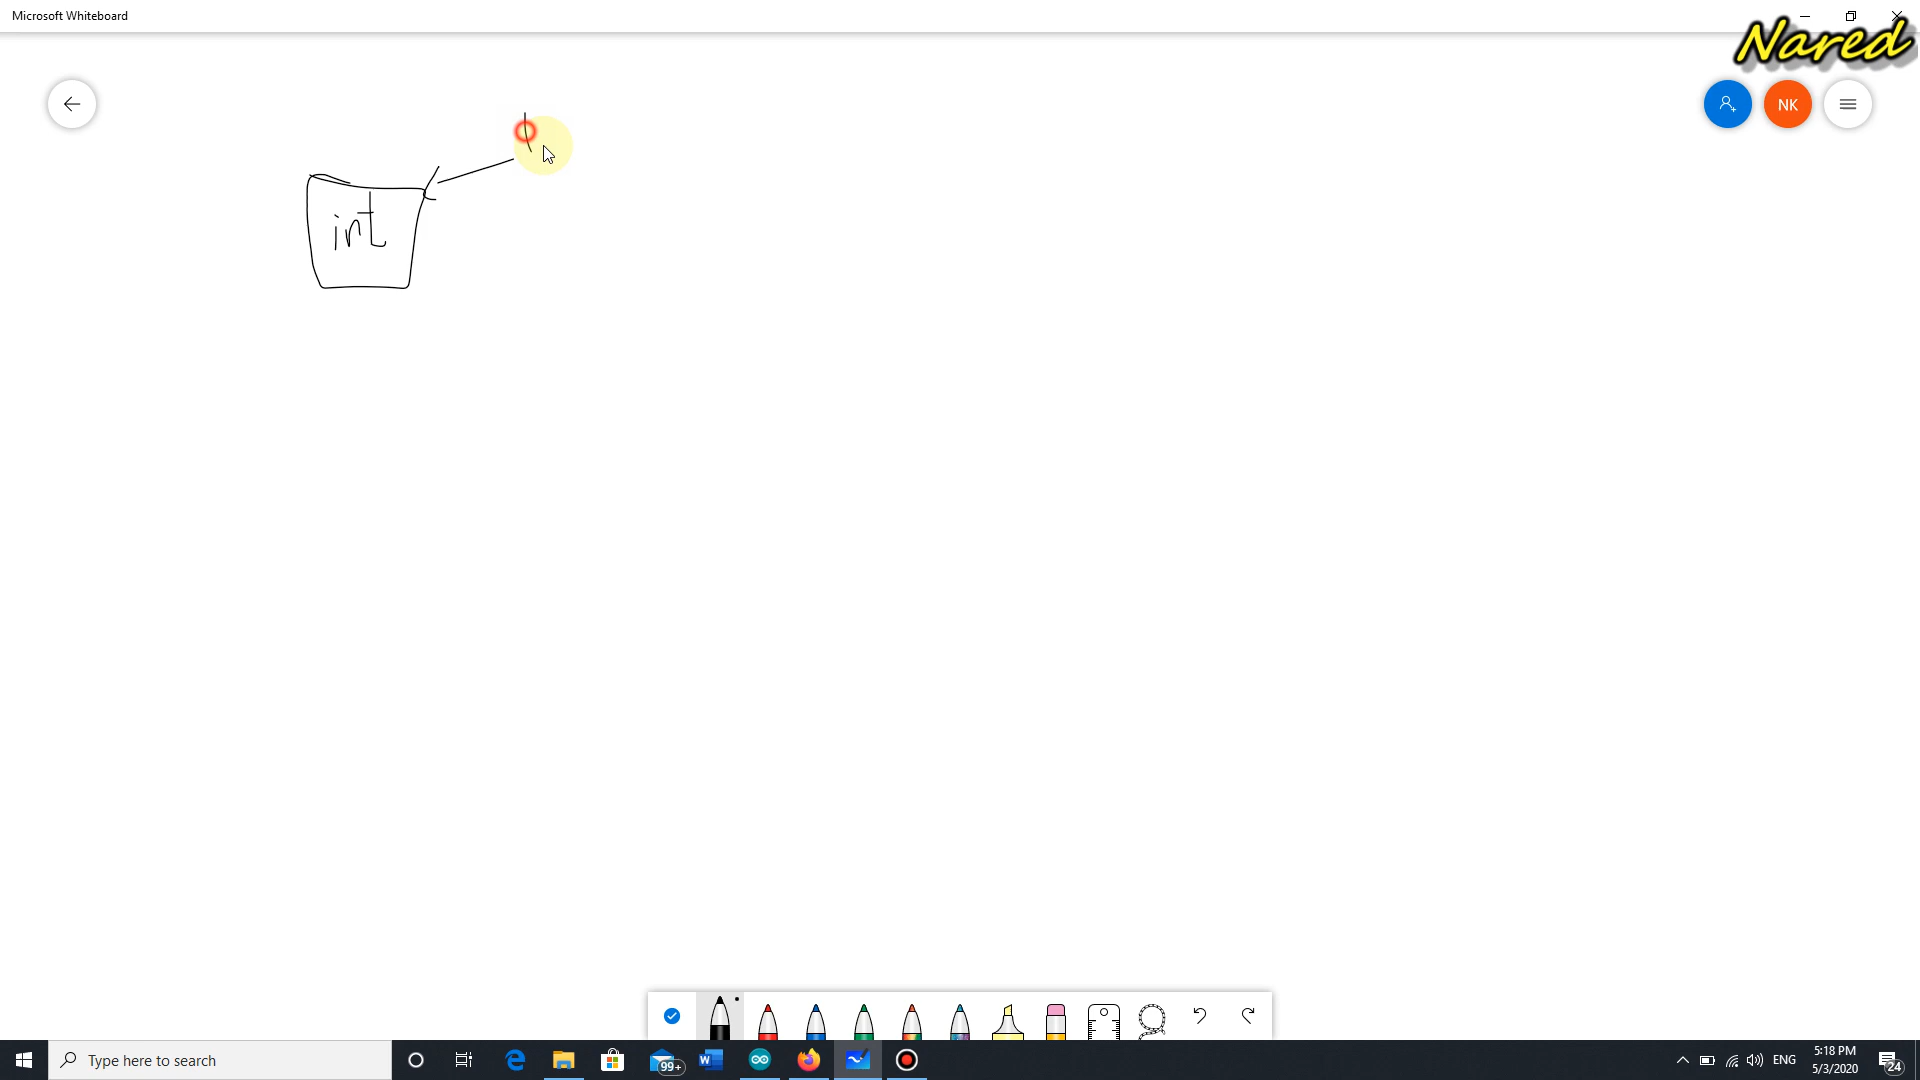 Microsoft Whiteboard
Nared
NK
int
99+
Type here to search
ENG
5:18 PM
5/3/2020
24